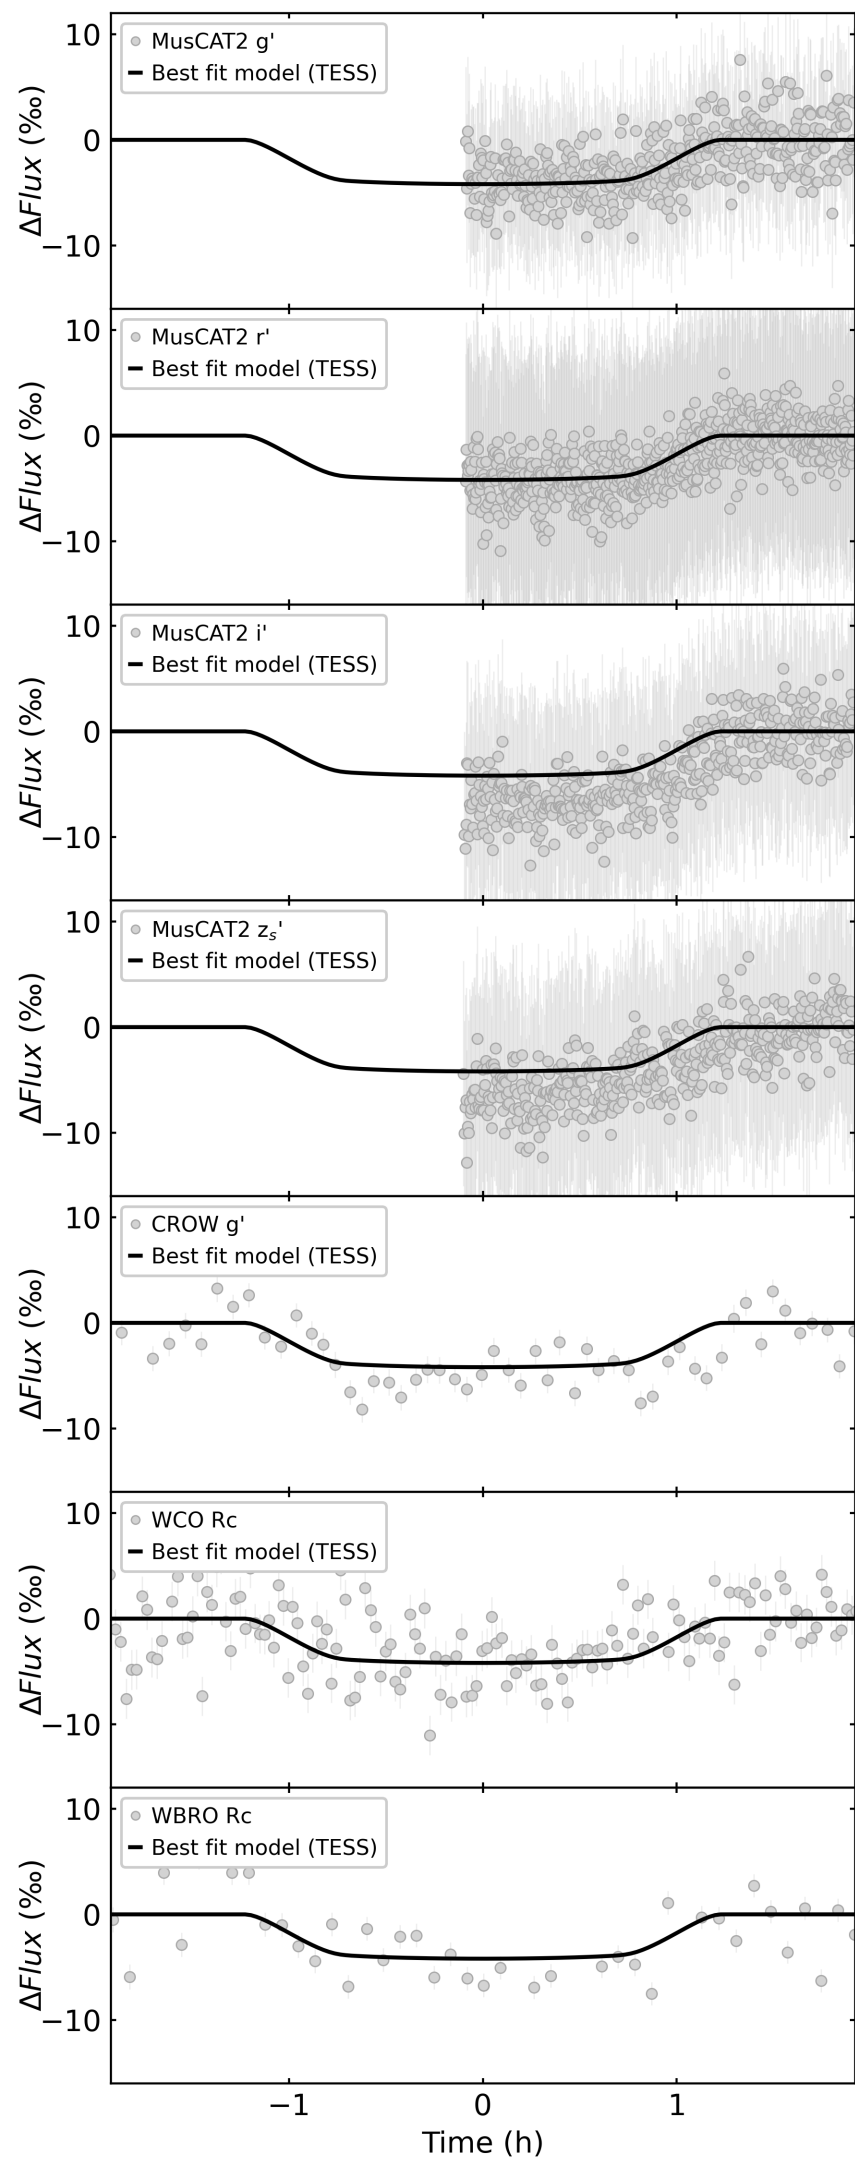 10
MusCAT2 g'
Best fit model (TESS)
0
−10
ΔFlux (‰)
10
MusCAT2 r'
Best fit model (TESS)
0
−10
ΔFlux (‰)
10
MusCAT2 i'
Best fit model (TESS)
0
−10
ΔFlux (‰)
10
MusCAT2 zₛ'
Best fit model (TESS)
0
−10
ΔFlux (‰)
10
CROW g'
Best fit model (TESS)
0
−10
ΔFlux (‰)
10
WCO Rc
Best fit model (TESS)
0
−10
ΔFlux (‰)
10
WBRO Rc
Best fit model (TESS)
0
−10
ΔFlux (‰)
−1 0 1
Time (h)